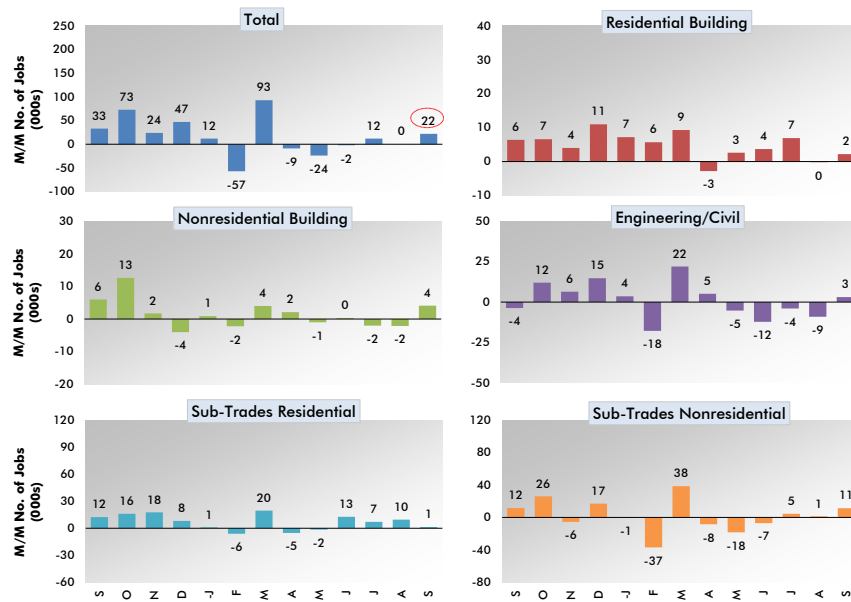 Total
M/M No. of Jobs
(000s)
250
200
150
100
50
0
-50
-100
33 73 24 47 12 -57 93 -9 -24 -2 12 0 22
Residential Building
40
30
20
10
0
-10
6 7 4 11 7 6 9 -3 3 4 7 0 2
Nonresidential Building
M/M No. of Jobs
(000s)
30
20
10
0
-10
-20
6 13 2 -4 1 -2 4 2 -1 0 -2 -2 4
Engineering/Civil
50
25
0
-25
-50
-4 12 6 15 4 -18 22 5 -5 -12 -4 -9 3
Sub-Trades Residential
M/M No. of Jobs
(000s)
120
90
60
30
0
-30
-60
12 16 18 8 1 -6 20 -5 -2 13 7 10 1
S O N D J F M A M J J A S
Sub-Trades Nonresidential
120
80
40
0
-40
-80
12 26 -6 17 -1 -37 38 -8 -18 -7 5 1 11
S O N D J F M A M J J A S